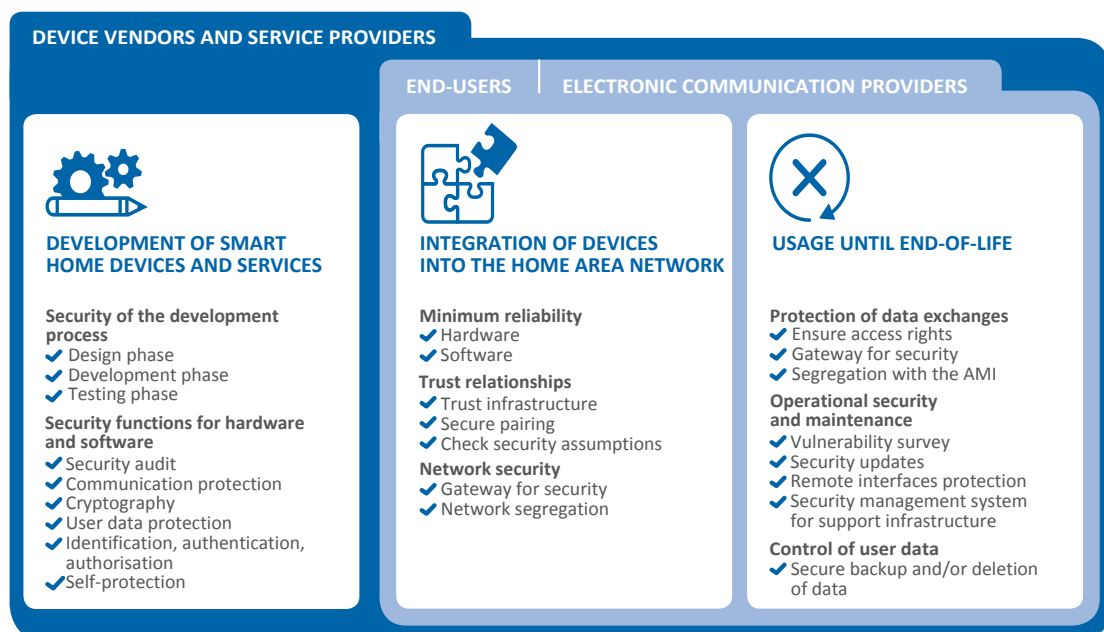 DEVICE VENDORS AND SERVICE PROVIDERS
END-USERS
ELECTRONIC COMMUNICATION PROVIDERS
DEVELOPMENT OF SMART
HOME DEVICES AND SERVICES
Security of the development
process
Design phase
Development phase
Testing phase
Security functions for hardware
and software
Security audit
Communication protection
Cryptography
User data protection
Identification, authentication,
authorisation
Self-protection
INTEGRATION OF DEVICES
INTO THE HOME AREA NETWORK
Minimum reliability
Hardware
Software
Trust relationships
Trust infrastructure
Secure pairing
Check security assumptions
Network security
Gateway for security
Network segregation
USAGE UNTIL END-OF-LIFE
Protection of data exchanges
Ensure access rights
Gateway for security
Segregation with the AMI
Operational security
and maintenance
Vulnerability survey
Security updates
Remote interfaces protection
Security management system
for support infrastructure
Control of user data
Secure backup and/or deletion
of data